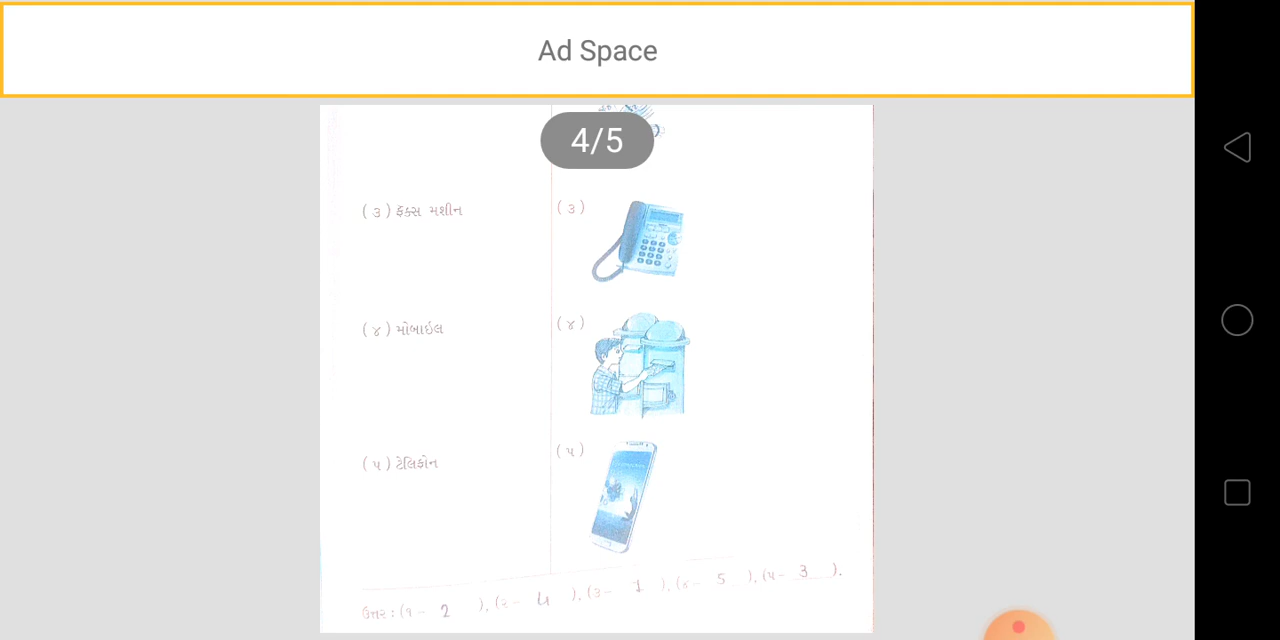 Ad Space
4/5
(૩) ફૅક્સ મશીન (૩)
(૪) મોબાઇલ (૪)
(૫) ટેલિફોન (૫)
ઉત્તર : (૧ - 2 ), (૨ - 4 ), (૩ - 1 ), (૪ - 5 ), (૫ - 3 ).